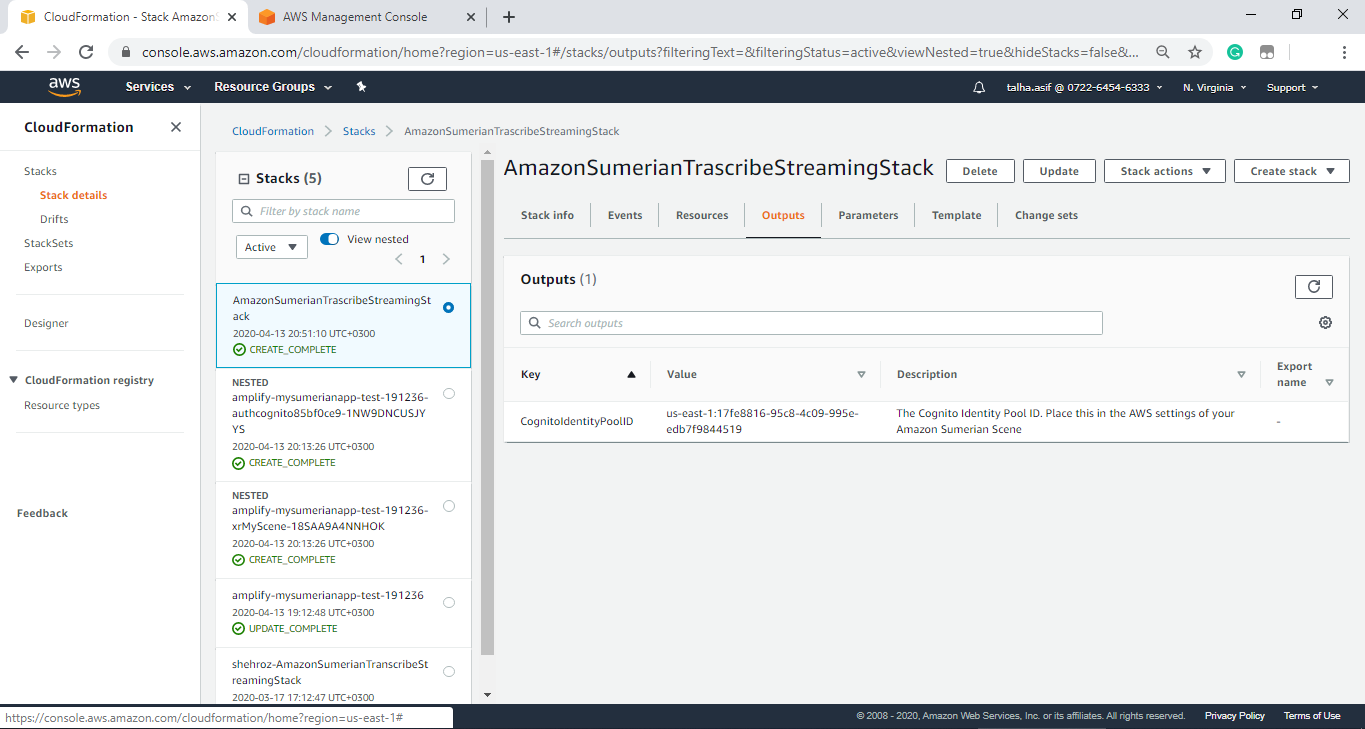 CloudFormation - Stack Amazon
AWS Management Console
console.aws.amazon.com/cloudformation/home?region=us-east-1#/stacks/outputs?filteringText=&filteringStatus=active&viewNested=true&hideStacks=false&...
aws
Services
Resource Groups
talha.asif @ 0722-6454-6333
N. Virginia
Support
CloudFormation
Stacks
Stack details
Drifts
StackSets
Exports
Designer
CloudFormation registry
Resource types
Feedback
CloudFormation
Stacks
AmazonSumerianTrascribeStreamingStack
Stacks (5)
Filter by stack name
Active
View nested
1
AmazonSumerianTrascribeStreamingSt
ack
2020-04-13 20:51:10 UTC+0300
CREATE_COMPLETE
NESTED
amplify-mysumerianapp-test-191236-
authcognito85bf0ce9-1NW9DNCUSJY
YS
2020-04-13 20:13:26 UTC+0300
CREATE_COMPLETE
NESTED
amplify-mysumerianapp-test-191236-
xrMyScene-18SAA9A4NNHOK
2020-04-13 20:13:26 UTC+0300
CREATE_COMPLETE
amplify-mysumerianapp-test-191236
2020-04-13 19:12:48 UTC+0300
UPDATE_COMPLETE
shehroz-AmazonSumerianTranscribeSt
reamingStack
2020-03-17 17:12:47 UTC+0300
AmazonSumerianTrascribeStreamingStack
Delete
Update
Stack actions
Create stack
Stack info
Events
Resources
Outputs
Parameters
Template
Change sets
Outputs (1)
Search outputs
Key
Value
Description
Export
name
CognitoIdentityPoolID
us-east-1:17fe8816-95c8-4c09-995e-
edb7f9844519
The Cognito Identity Pool ID. Place this in the AWS settings of your
Amazon Sumerian Scene
-
https://console.aws.amazon.com/cloudformation/home?region=us-east-1#
© 2008 - 2020, Amazon Web Services, Inc. or its affiliates. All rights reserved.
Privacy Policy
Terms of Use